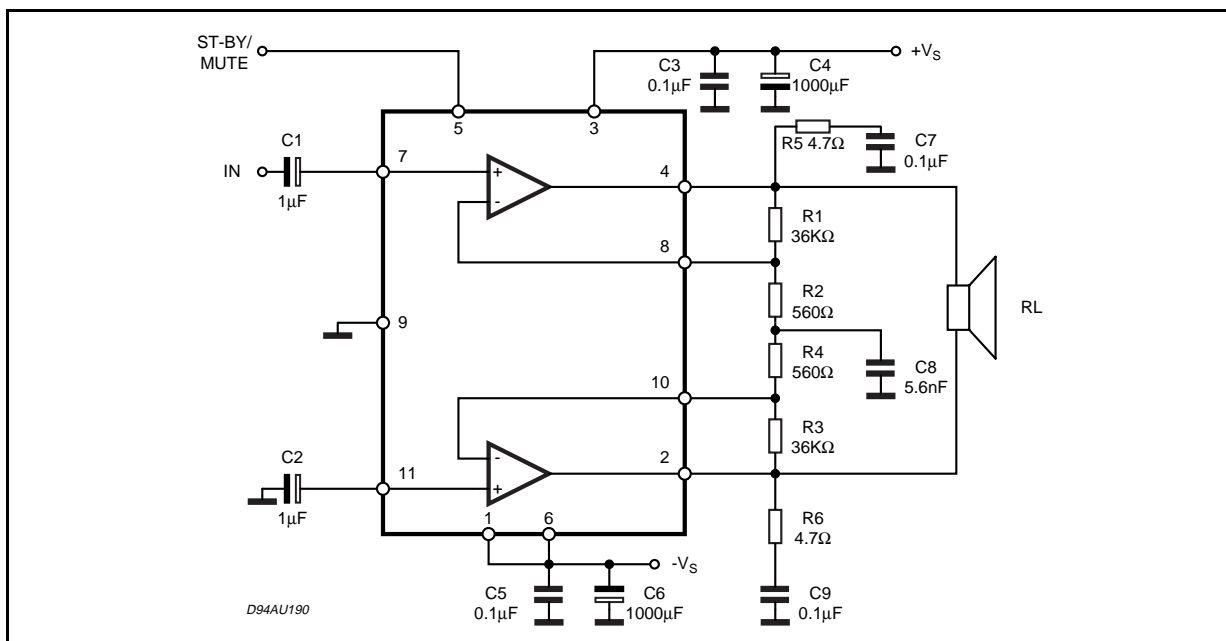 ST-BY/
MUTE
+VS
C3
0.1µF
C4
1000µF
5
3
R5 4.7Ω
C7
0.1µF
C1
IN
1µF
7
+
-
4
R1
36KΩ
8
R2
560Ω
RL
9
R4
560Ω
C8
5.6nF
10
R3
36KΩ
C2
1µF
11
-
+
2
1
6
R6
4.7Ω
-VS
C5
0.1µF
C6
1000µF
C9
0.1µF
D94AU190